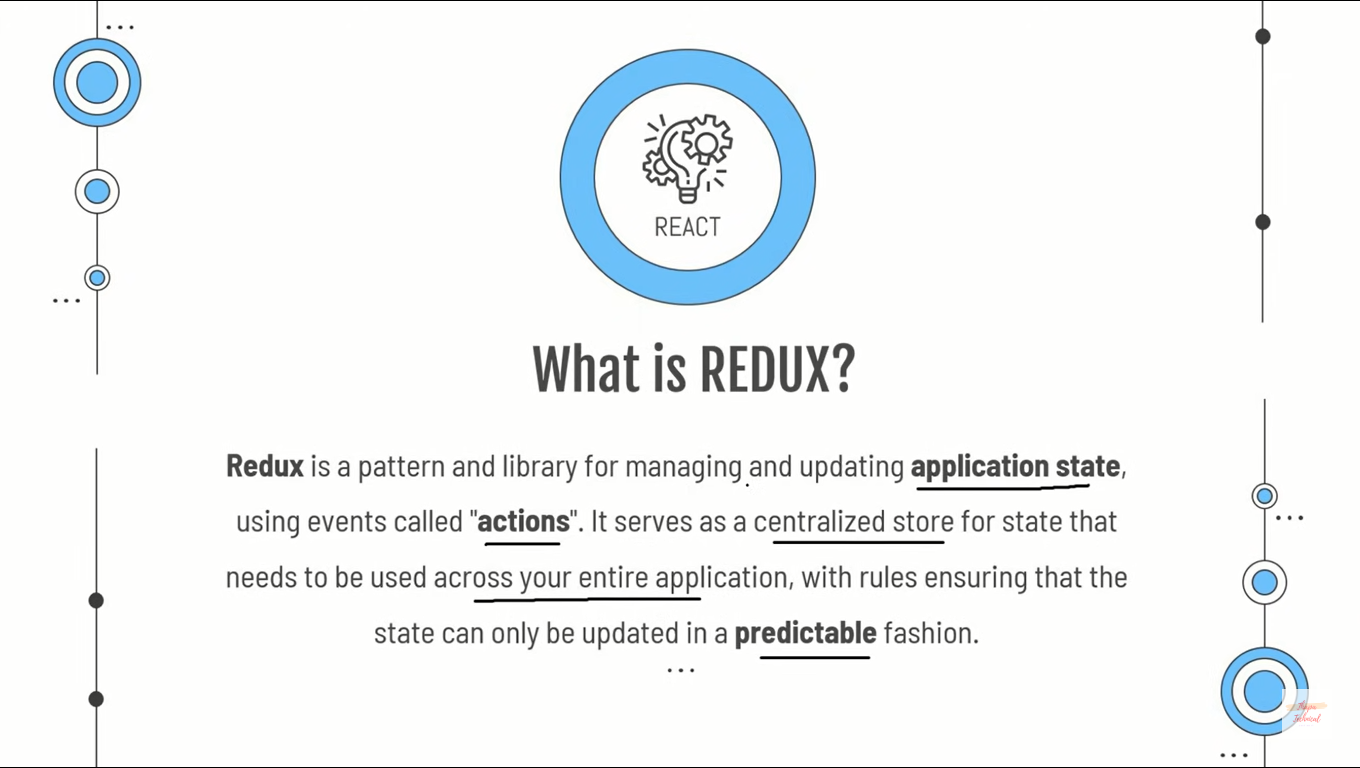 REACT
What is REDUX?
Redux is a pattern and library for managing and updating application state,
using events called "actions". It serves as a centralized store for state that
needs to be used across your entire application, with rules ensuring that the
state can only be updated in a predictable fashion.
Technical